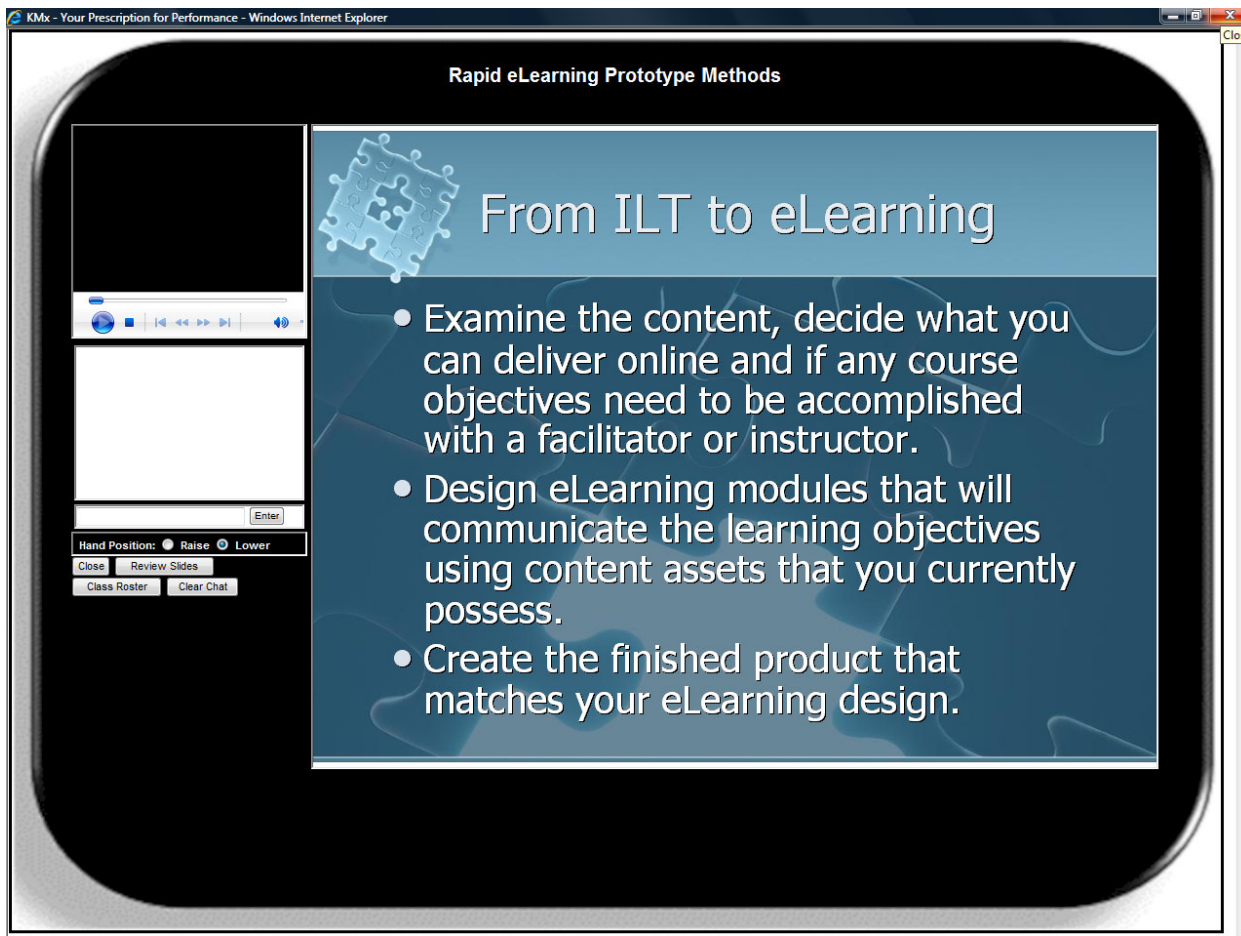 KMx - Your Prescription for Performance - Windows Internet Explorer
Rapid eLearning Prototype Methods
From ILT to eLearning
• Examine the content, decide what you
can deliver online and if any course
objectives need to be accomplished
with a facilitator or instructor.
• Design eLearning modules that will
communicate the learning objectives
using content assets that you currently
possess.
• Create the finished product that
matches your eLearning design.
Enter
Hand Position: Raise Lower
Close Review Slides
Class Roster Clear Chat